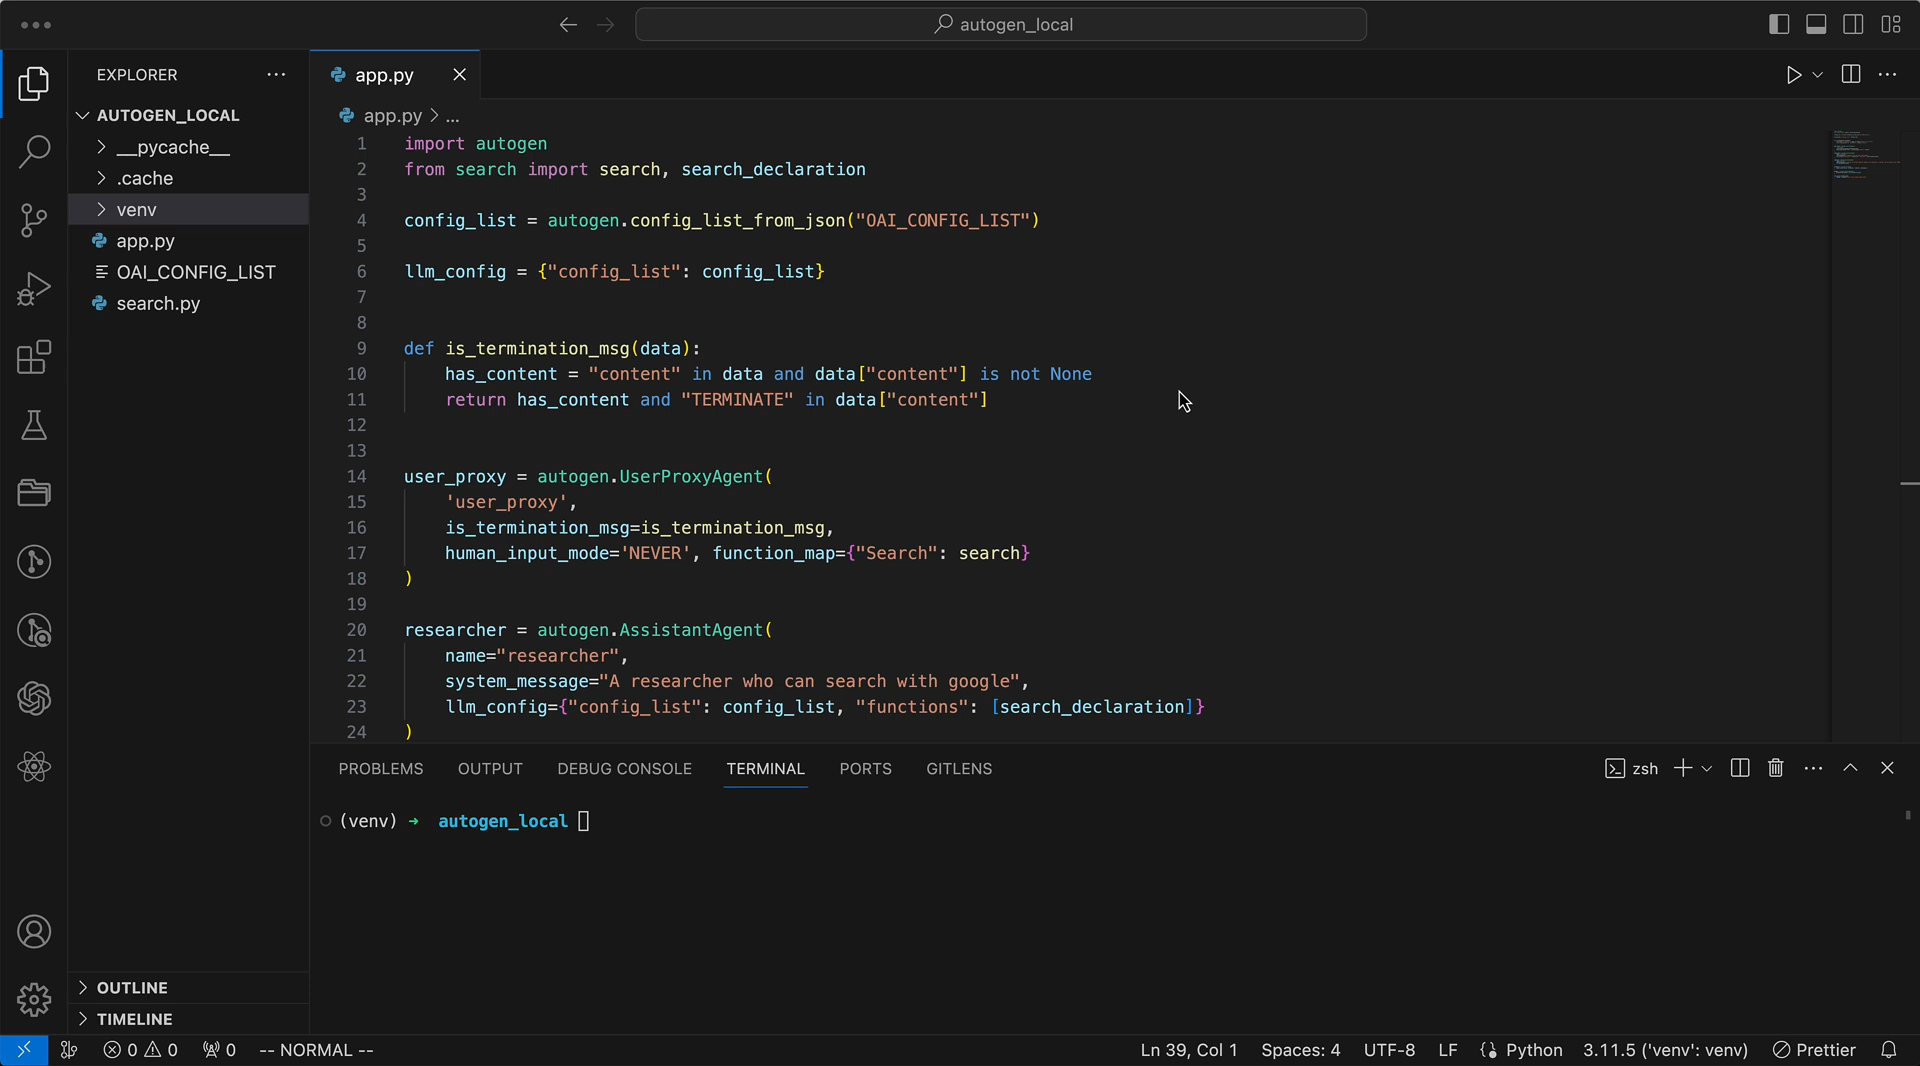 autogen_local
EXPLORER
AUTOGEN_LOCAL
__pycache__
.cache
venv
app.py
OAI_CONFIG_LIST
search.py
OUTLINE
TIMELINE
app.py
app.py > ...
1 import autogen
2 from search import search, search_declaration
3
4 config_list = autogen.config_list_from_json("OAI_CONFIG_LIST")
5
6 llm_config = {"config_list": config_list}
7
8
9 def is_termination_msg(data):
10 has_content = "content" in data and data["content"] is not None
11 return has_content and "TERMINATE" in data["content"]
12
13
14 user_proxy = autogen.UserProxyAgent(
15 'user_proxy',
16 is_termination_msg=is_termination_msg,
17 human_input_mode='NEVER', function_map={"Search": search}
18 )
19
20 researcher = autogen.AssistantAgent(
21 name="researcher",
22 system_message="A researcher who can search with google",
23 llm_config={"config_list": config_list, "functions": [search_declaration]}
24 )
PROBLEMS OUTPUT DEBUG CONSOLE TERMINAL PORTS GITLENS zsh
(venv) → autogen_local
0 0 0 -- NORMAL -- Ln 39, Col 1 Spaces: 4 UTF-8 LF Python 3.11.5 ('venv': venv) Prettier